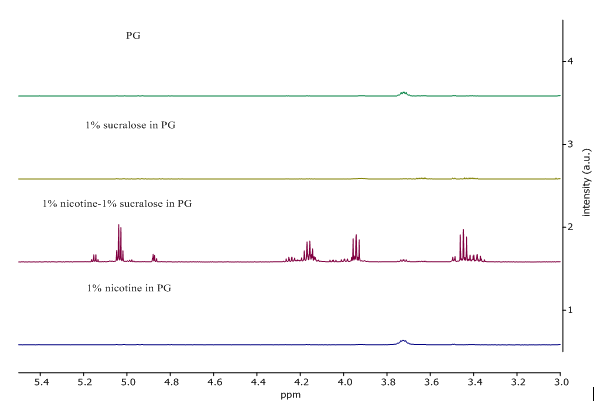 PG
4
1% sucralose in PG
3
1% nicotine-1% sucralose in PG
2
1% nicotine in PG
1
intensity (a.u.)
5.4 5.2 5.0 4.8 4.6 4.4 4.2 4.0 3.8 3.6 3.4 3.2 3.0
ppm